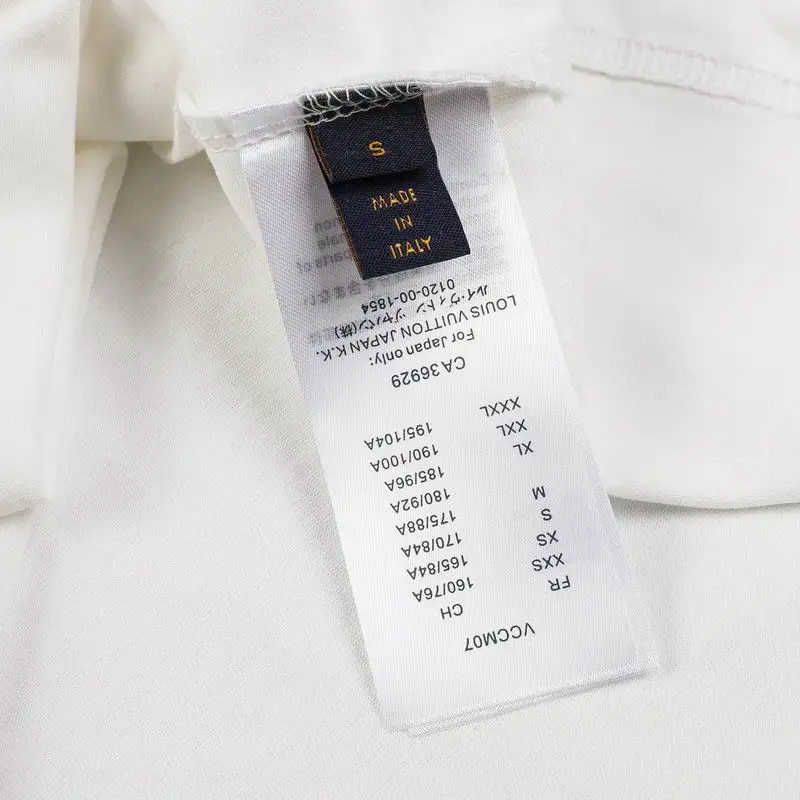 S
MADE
IN
ITALY
VCCM07
FR CH
XXS 160/76A
XS 165/84A
S 170/84A
M 175/88A
180/92A
XL 185/96A
XXL 190/100A
XXXL 195/104A
CA 36929
For Japan only:
LOUIS VUITTON JAPAN K.K.
ルイ・ヴィトン ジャパン(株)
0120-00-1854